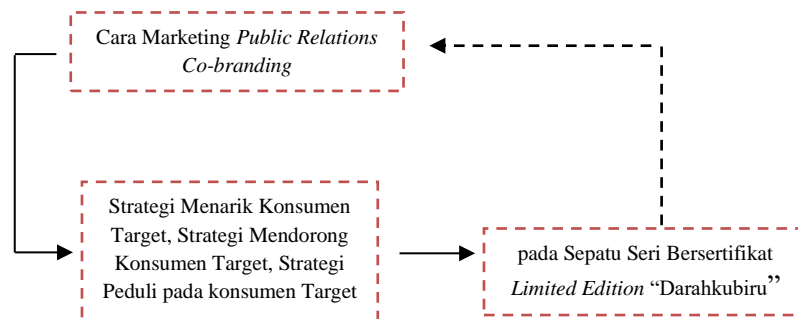 Cara Marketing Public Relations
Co-branding
Strategi Menarik Konsumen
Target, Strategi Mendorong
Konsumen Target, Strategi
Peduli pada konsumen Target
pada Sepatu Seri Bersertifikat
Limited Edition “Darahkubiru”